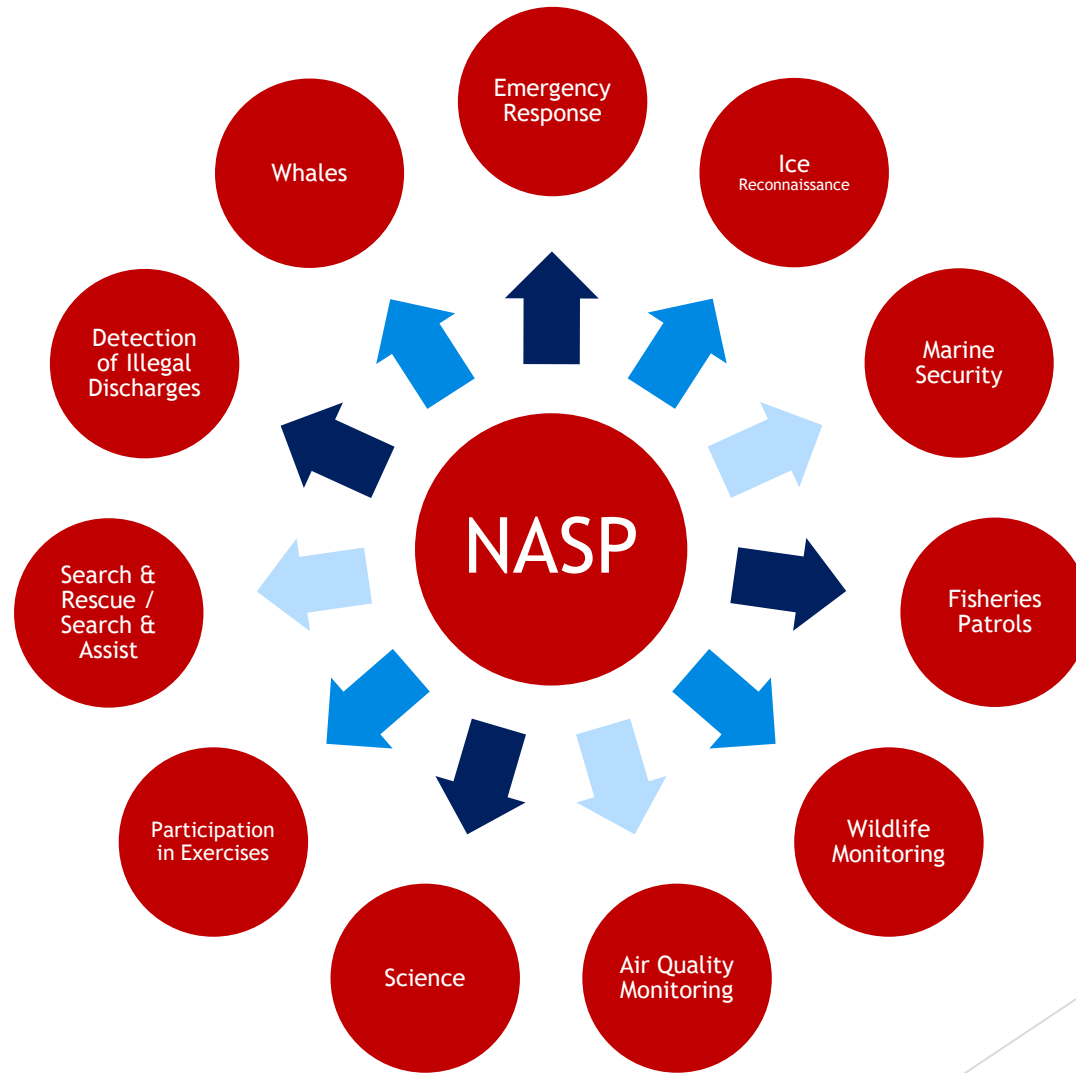 Emergency
Response
Ice
Reconnaissance
Marine
Security
Fisheries
Patrols
Wildlife
Monitoring
Air Quality
Monitoring
Science
Participation
in Exercises
Search &
Rescue /
Search &
Assist
Detection
of Illegal
Discharges
Whales
NASP